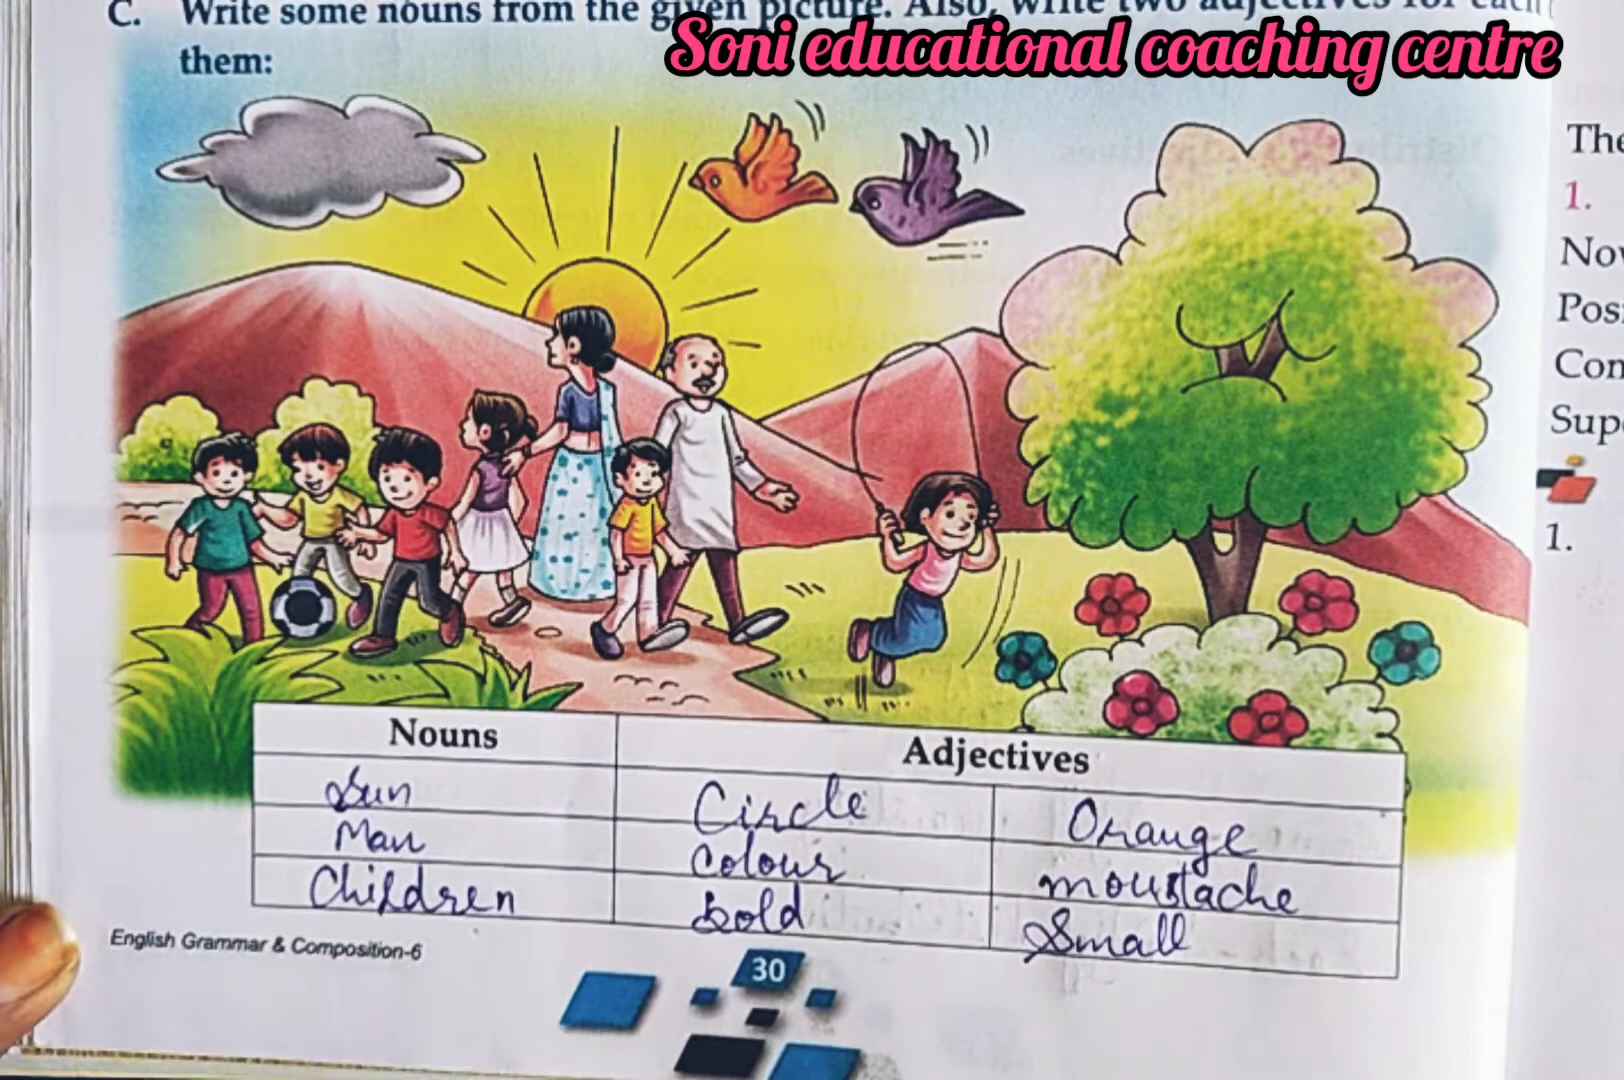 C. Write some nouns from the given picture. Also, write two adjectives for each
them:
Soni educational coaching centre
Nouns Adjectives
Sun Circle Orange
Man Colour moustache
Children bold Small
English Grammar & Composition-6
30
The
1.
Pos
Con
Sup
1.